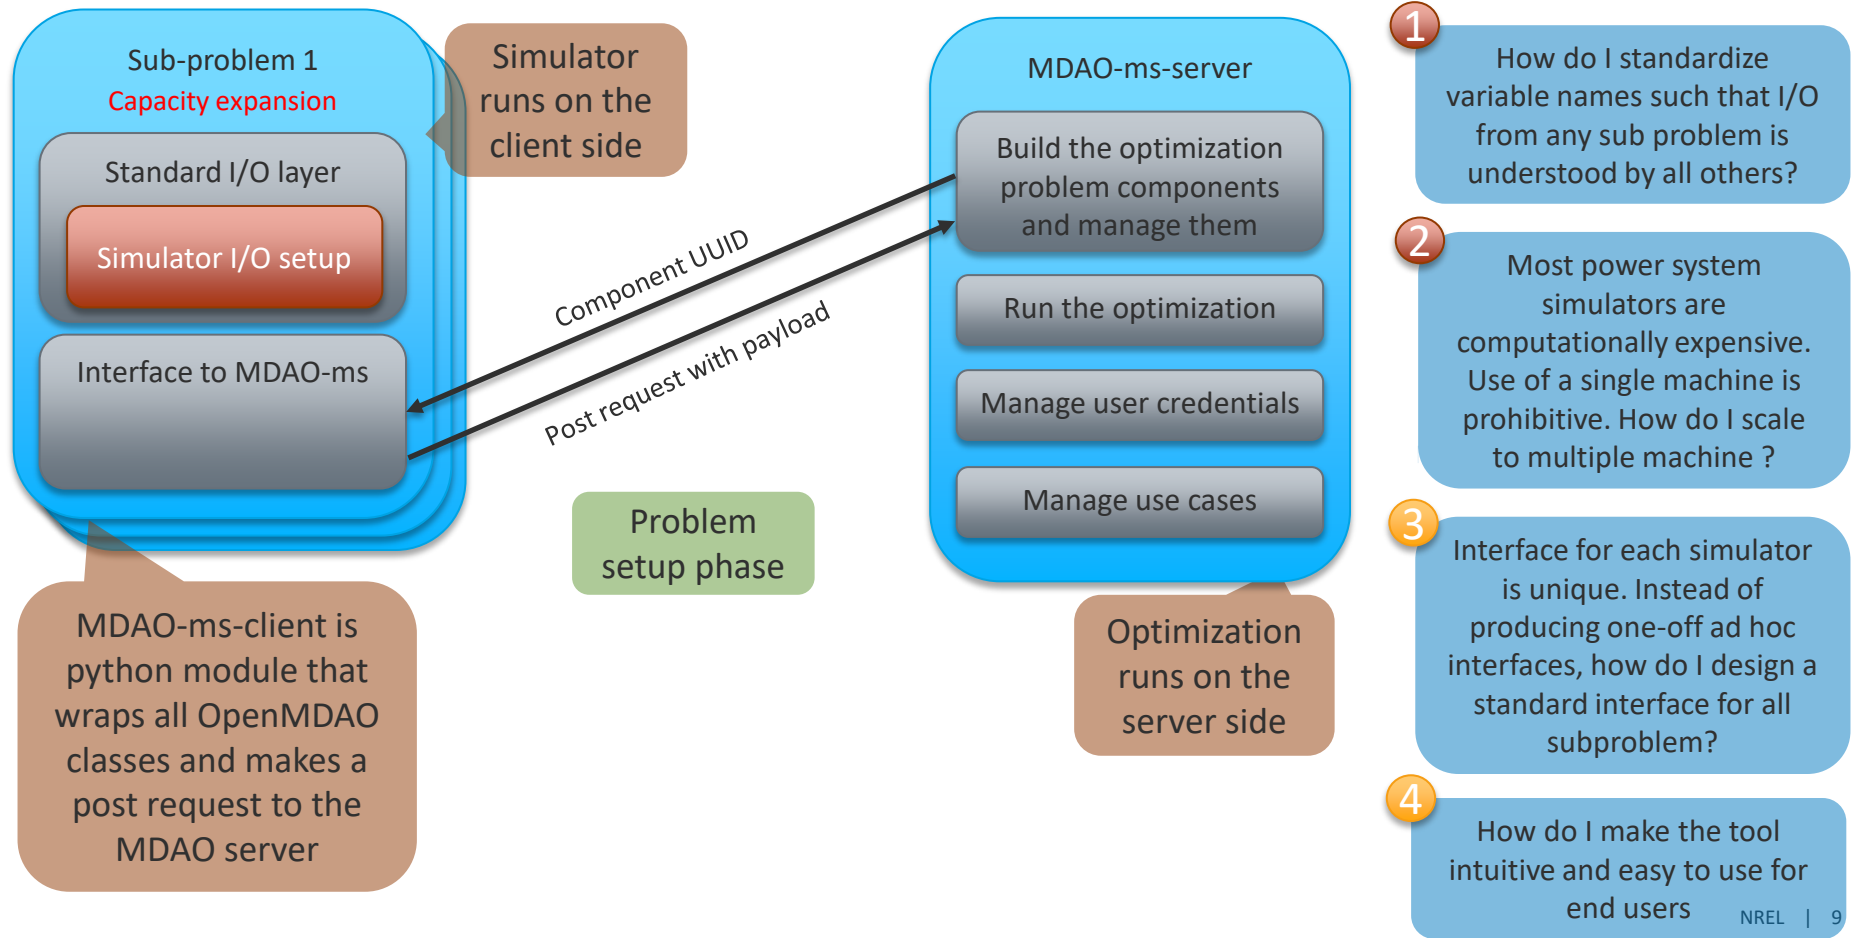 Sub-problem 1
Capacity expansion
Standard I/O layer
Simulator I/O setup
Interface to MDAO-ms
Simulator
runs on the
client side
MDAO-ms-client is
python module that
wraps all OpenMDAO
classes and makes a
post request to the
MDAO server
Component UUID
Post request with payload
Problem
setup phase
MDAO-ms-server
Build the optimization
problem components
and manage them
Run the optimization
Manage user credentials
Manage use cases
Optimization
runs on the
server side
1
How do I standardize
variable names such that I/O
from any sub problem is
understood by all others?
2
Most power system
simulators are
computationally expensive.
Use of a single machine is
prohibitive. How do I scale
to multiple machine ?
3
Interface for each simulator
is unique. Instead of
producing one-off ad hoc
interfaces, how do I design a
standard interface for all
subproblem?
4
How do I make the tool
intuitive and easy to use for
end users
NREL | 9